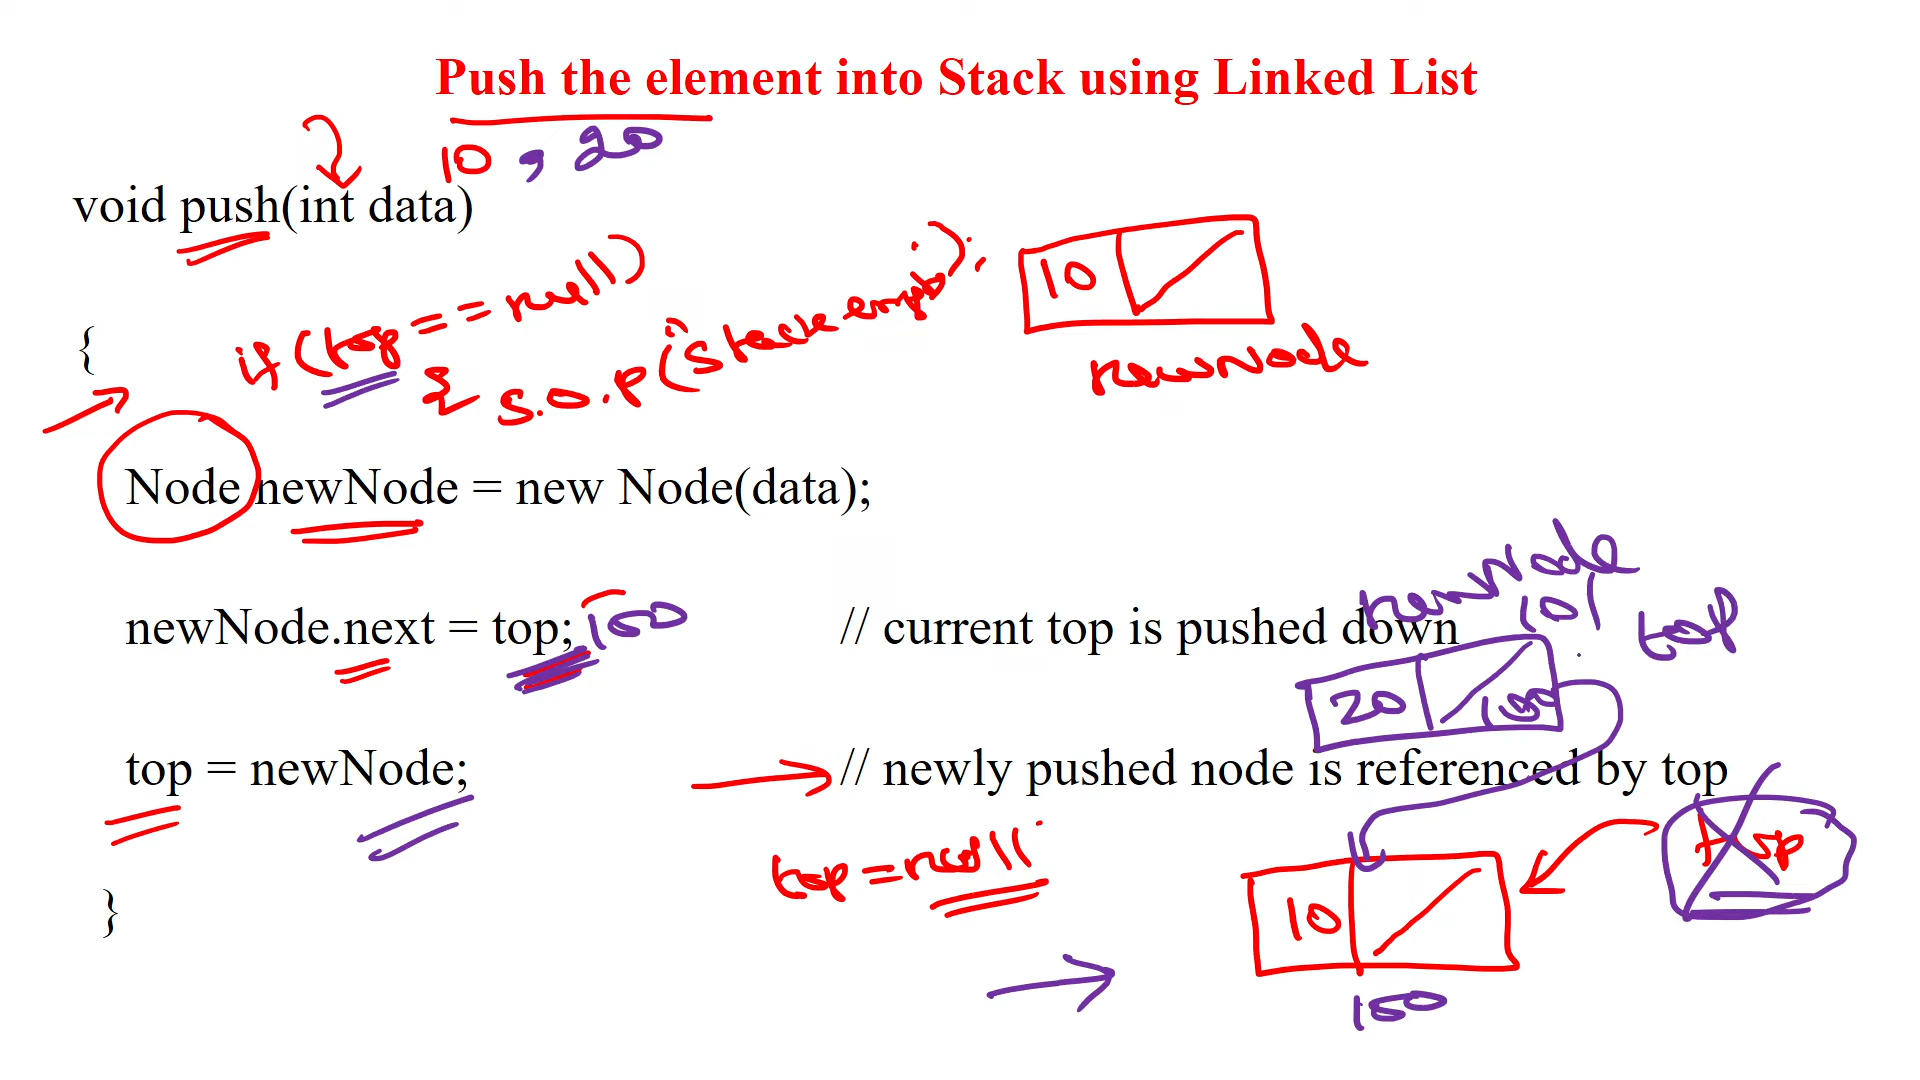 Push the element into Stack using Linked List
10 , 20
void push(int data)
if (top == null)
{ S.O.P ("Stack empty");
10
newNode
{
Node newNode = new Node(data);
newNode
101
top
newNode.next = top; 100 // current top is pushed down
20 100
top = newNode; // newly pushed node is referenced by top
top = null
top
10
}
100